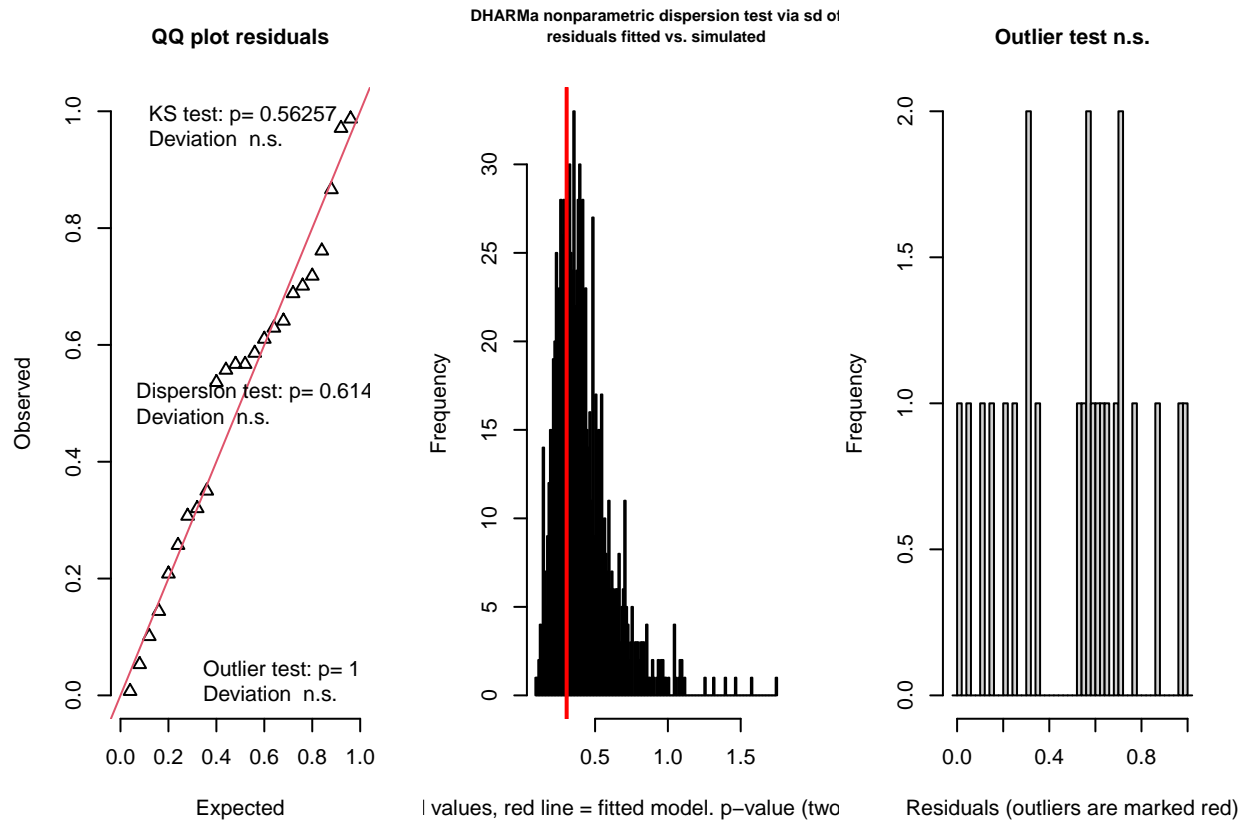 QQ plot residuals
KS test: p= 0.56257
Deviation n.s.
Dispersion test: p= 0.614
Deviation n.s.
Outlier test: p= 1
Deviation n.s.
Observed
0.0 0.2 0.4 0.6 0.8 1.0
0.0 0.2 0.4 0.6 0.8 1.0
Expected
DHARMa nonparametric dispersion test via sd of
residuals fitted vs. simulated
Frequency
0 5 10 15 20 25 30
0.5 1.0 1.5
values, red line = fitted model. p−value (two
Outlier test n.s.
Frequency
0.0 0.5 1.0 1.5 2.0
0.0 0.4 0.8
Residuals (outliers are marked red)